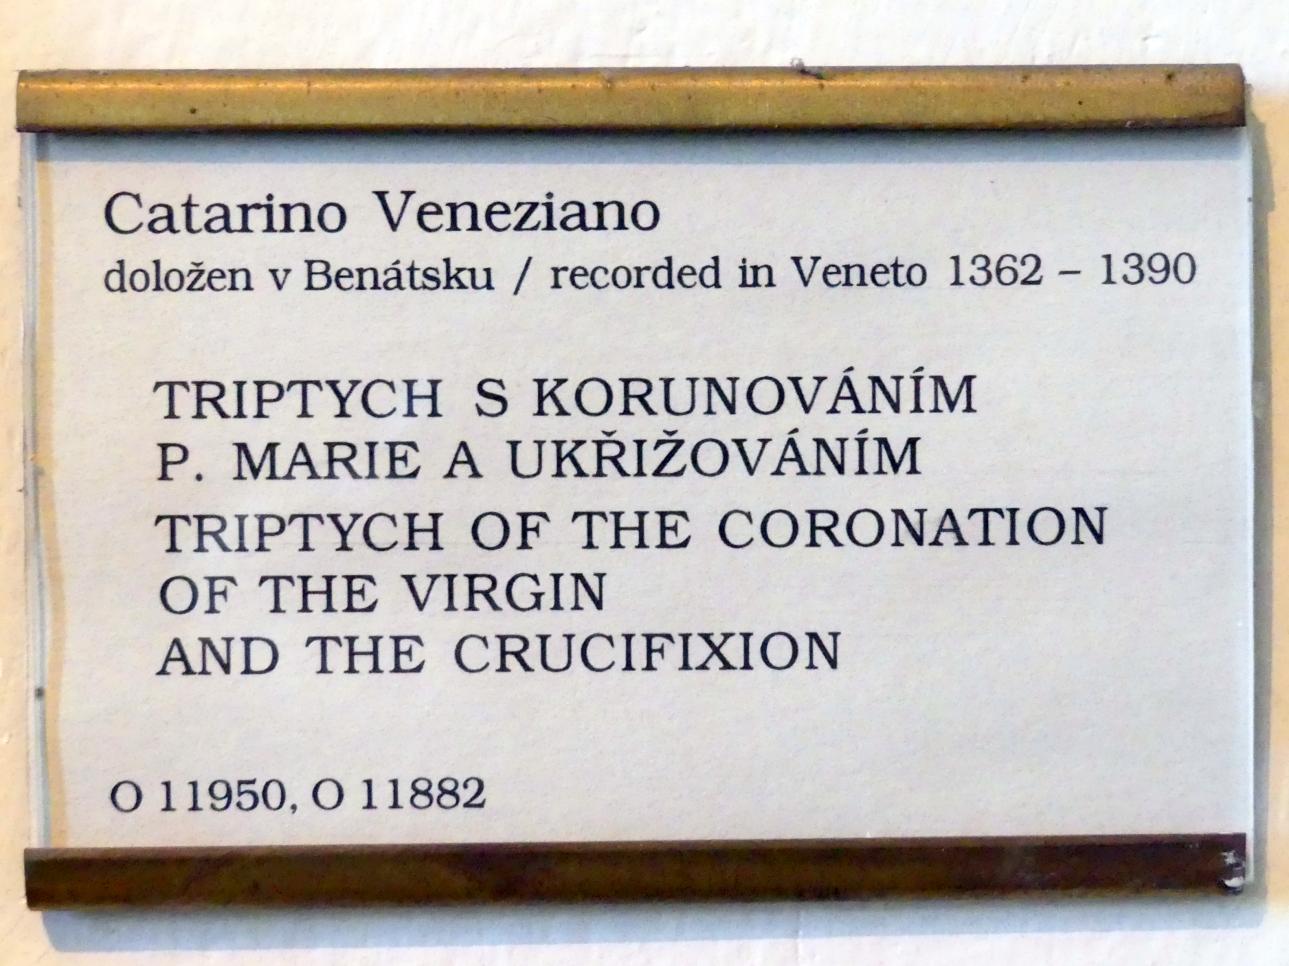 Catarino Veneziano
doložen v Benátsku / recorded in Veneto 1362 – 1390
TRIPTYCH S KORUNOVÁNÍM
P. MARIE A UKŘIŽOVÁNÍM
TRIPTYCH OF THE CORONATION
OF THE VIRGIN
AND THE CRUCIFIXION
O 11950, O 11882